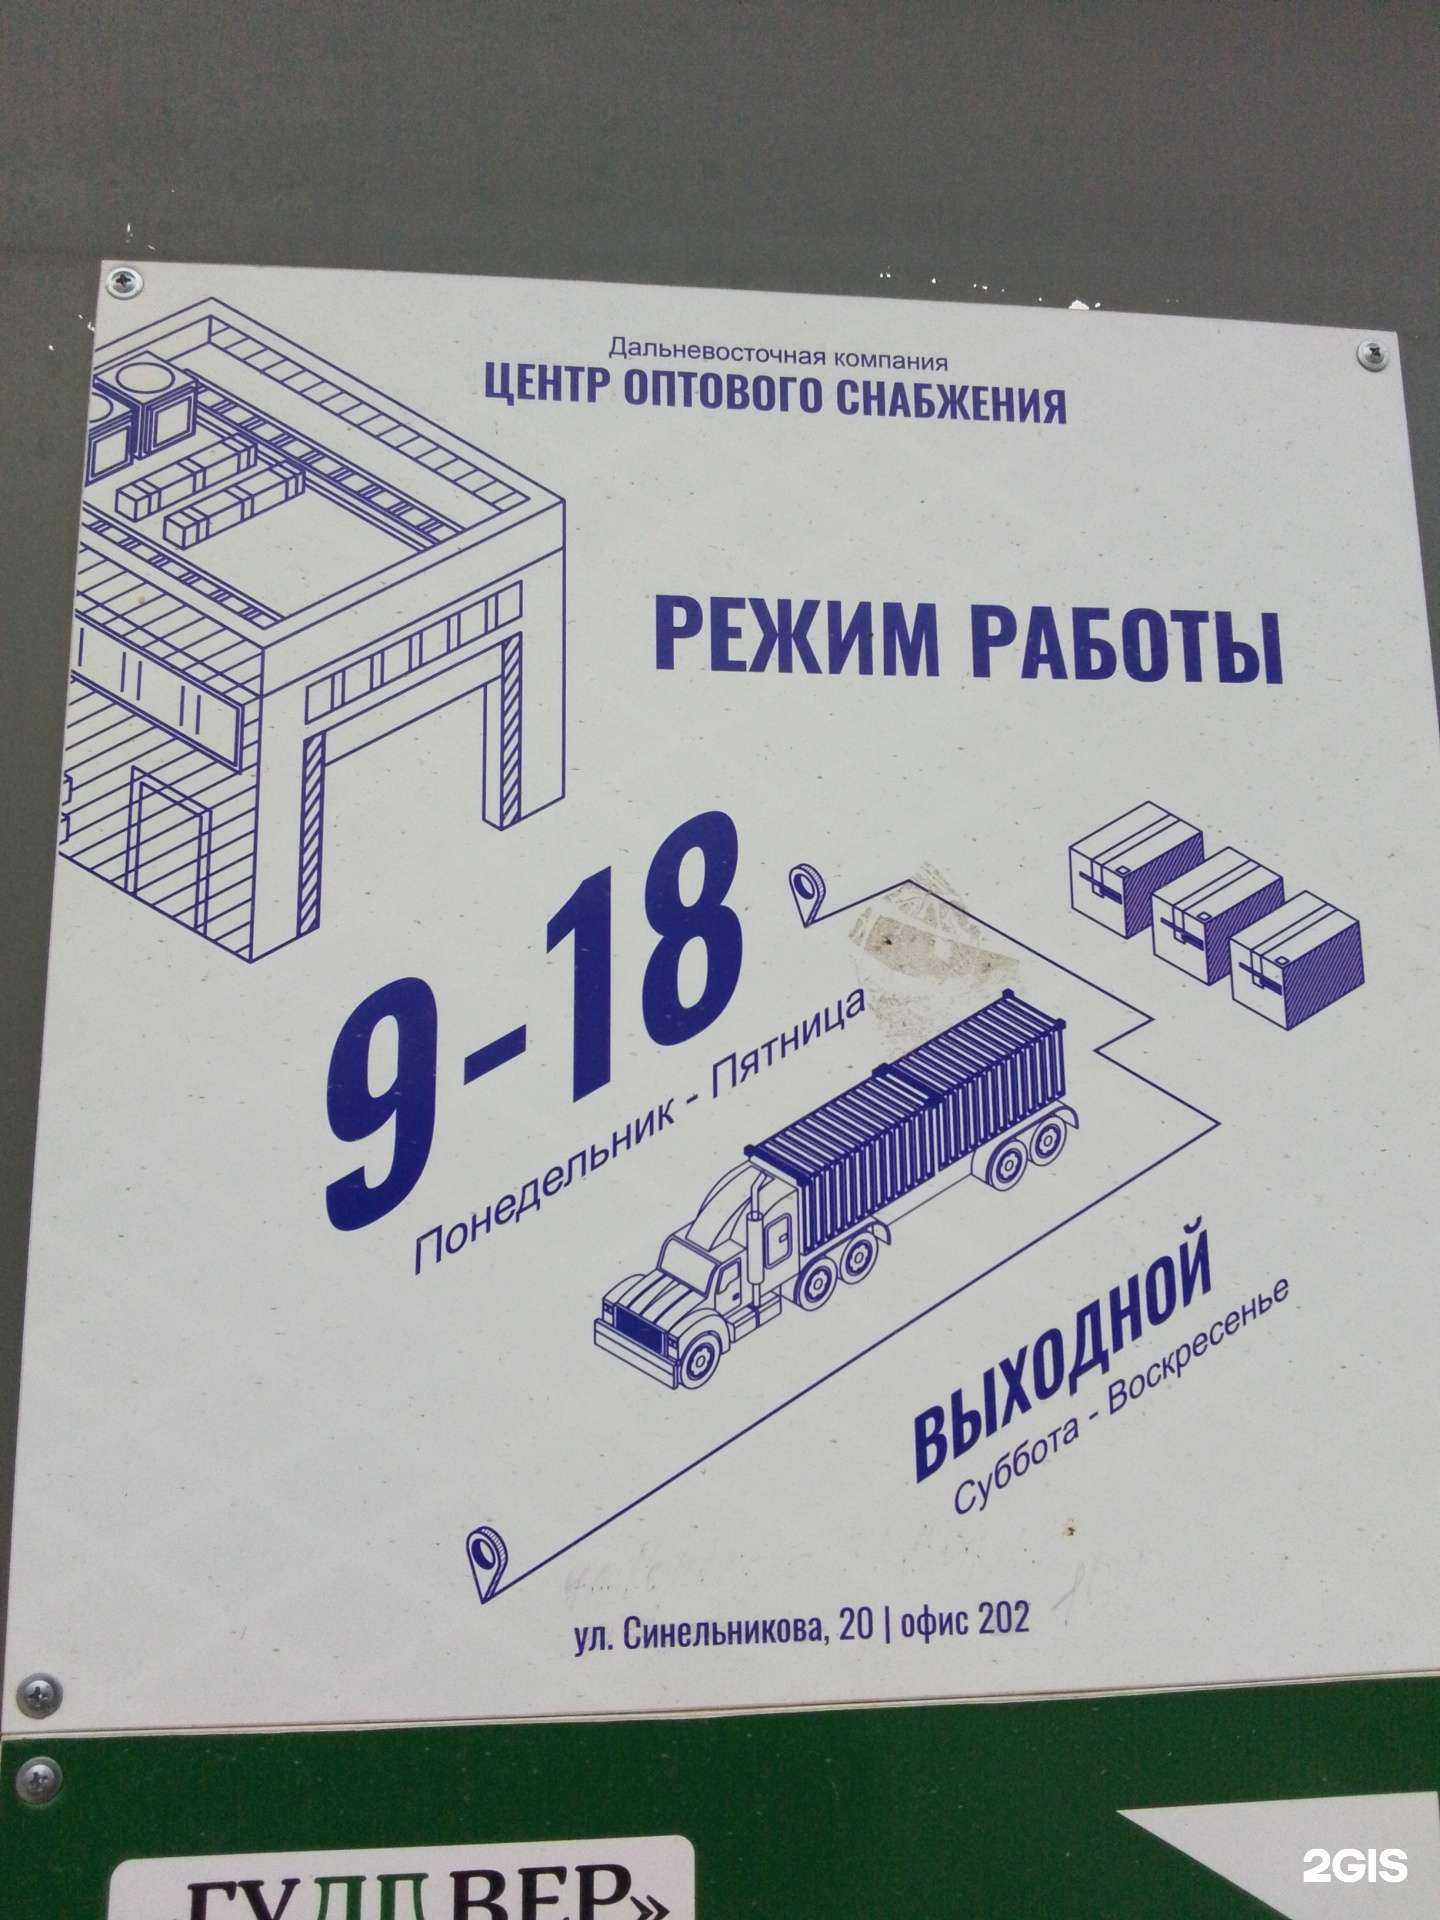 Дальневосточная компания
ЦЕНТР ОПТОВОГО СНАБЖЕНИЯ
РЕЖИМ РАБОТЫ
9-18
Понедельник - Пятница
ВЫХОДНОЙ
Суббота - Воскресенье
ул. Синельникова, 20 | офис 202
2GIS